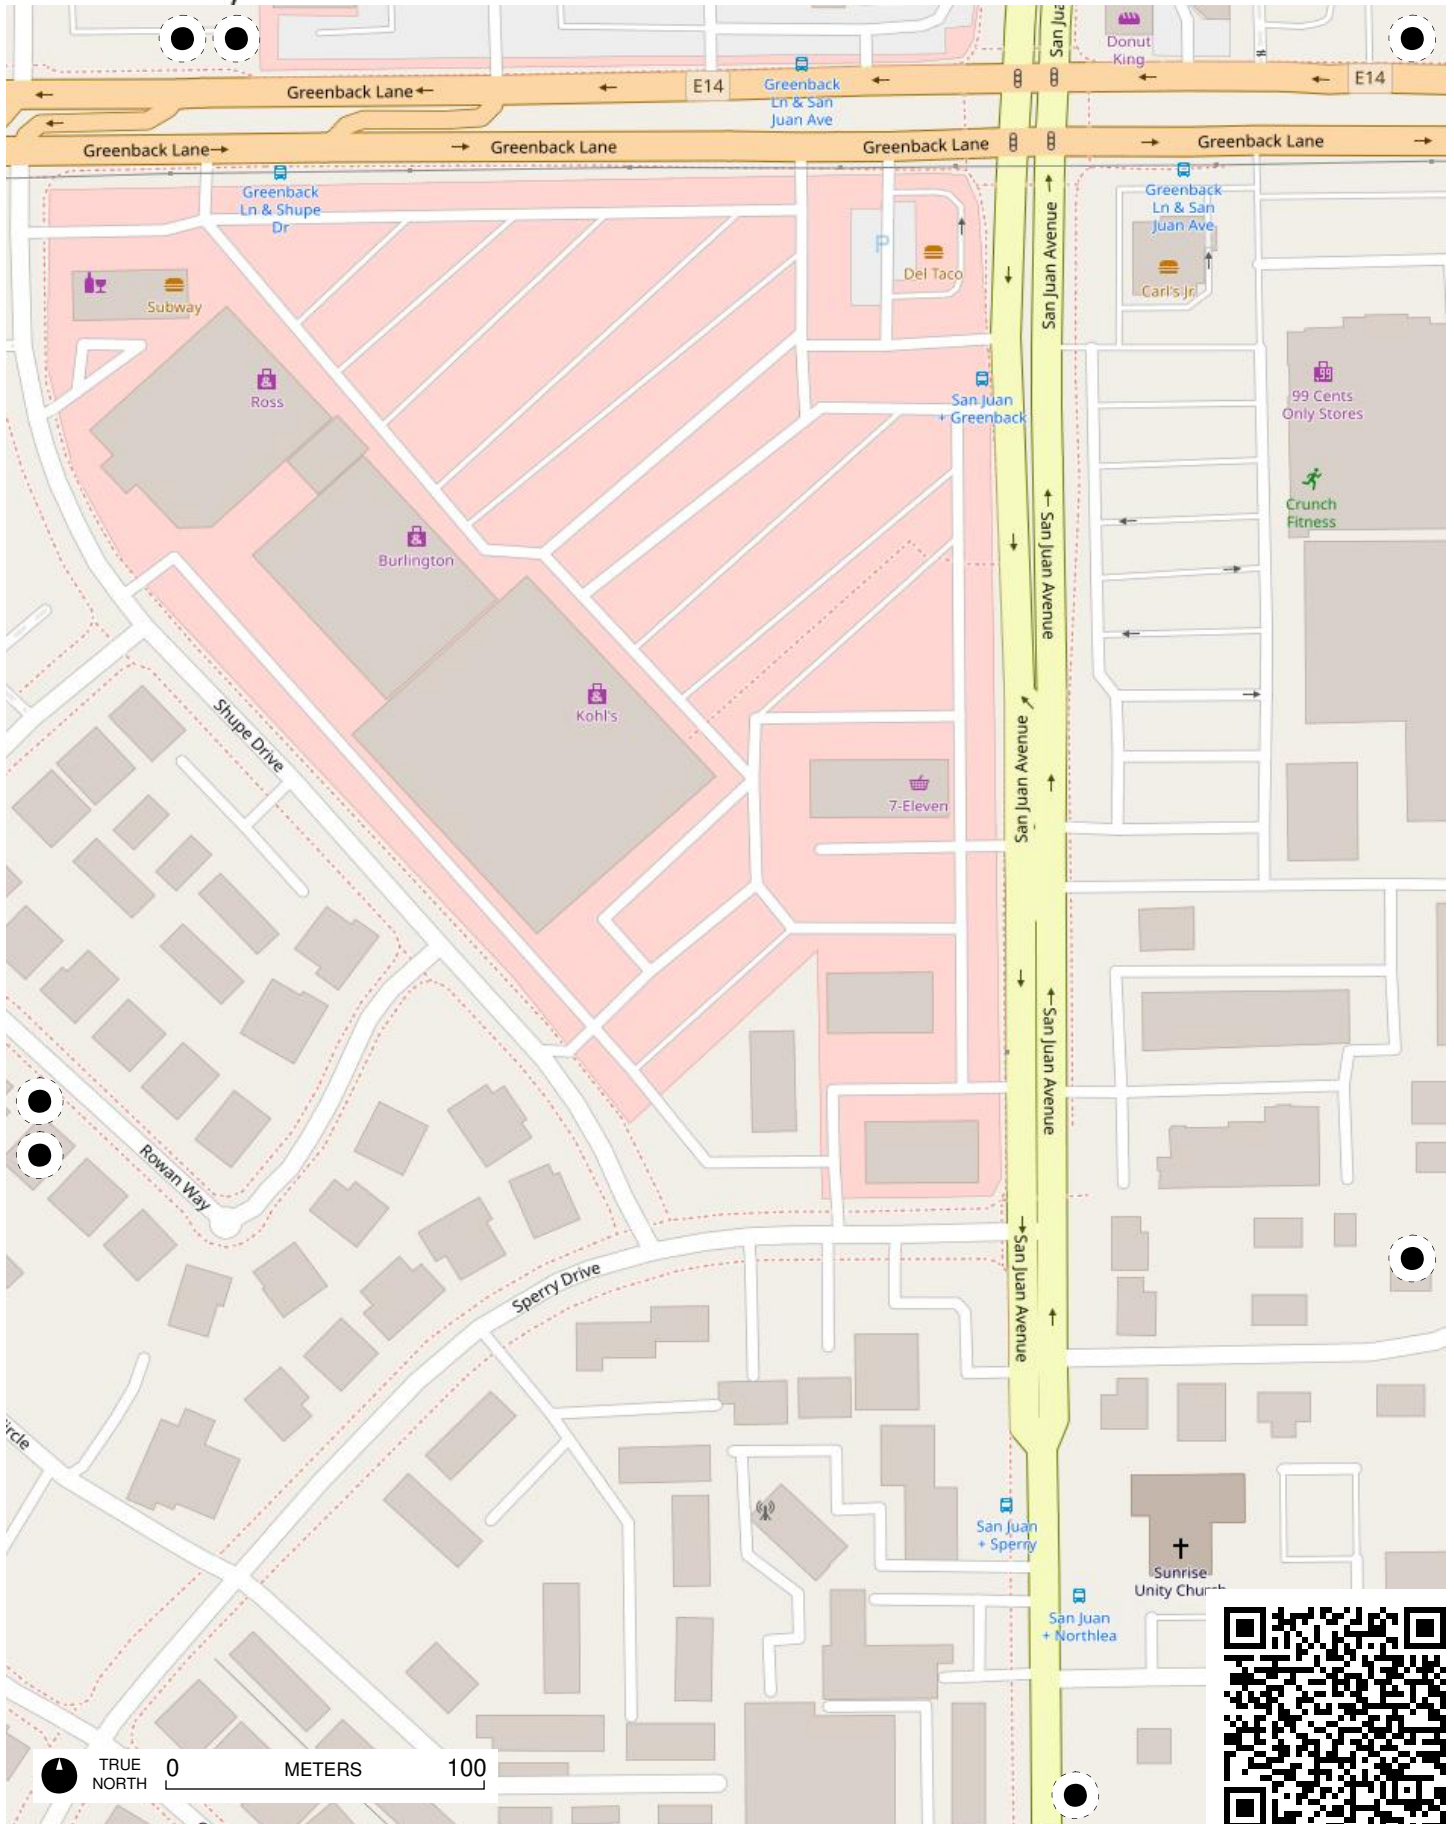 San Juan
Donut
King
Greenback Lane
E14
Greenback
Ln & San
Juan Ave
E14
Greenback Lane
Greenback Lane
Greenback Lane
Greenback Lane
Greenback
Ln & Shupe
Dr
Greenback
Ln & San
Juan Ave
San Juan Avenue
P
Del Taco
Carl's Jr.
Subway
Ross
San Juan
+ Greenback
.99
99 Cents
Only Stores
Crunch
Fitness
Burlington
San Juan Avenue
Kohl's
Shupe Drive
San Juan Avenue
7-Eleven
San Juan Avenue
Rowan Way
San Juan Avenue
Sperry Drive
San Juan
+ Sperry
Sunrise
Unity Church
San Juan
+ Northlea
TRUE
NORTH
0 METERS 100